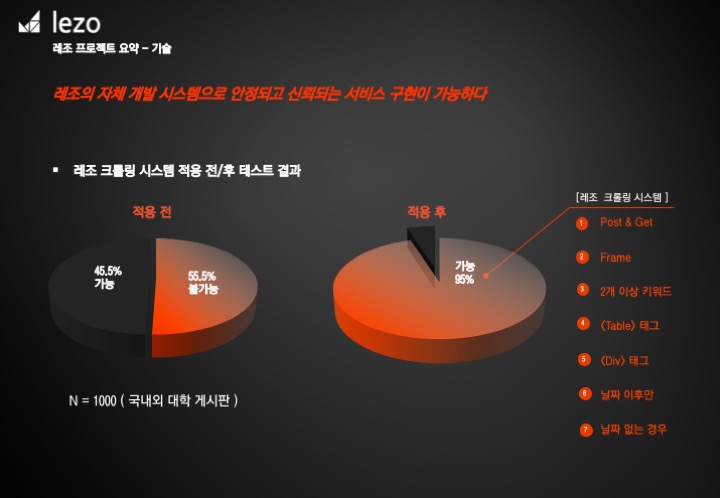 lezo
레조 프로젝트 요약 - 기술
레조의 자체 개발 시스템으로 안정되고 신뢰되는 서비스 구현이 가능하다
▪ 레조 크롤링 시스템 적용 전/후 테스트 결과
적용 전
45.5%
가능
55.5%
불가능
N = 1000 ( 국내외 대학 게시판 )
적용 후
가능
95%
[레조 크롤링 시스템 ]
1 Post & Get
2 Frame
3 2개 이상 키워드
4 <Table> 태그
5 <Div> 태그
6 날짜 이후만
7 날짜 없는 경우